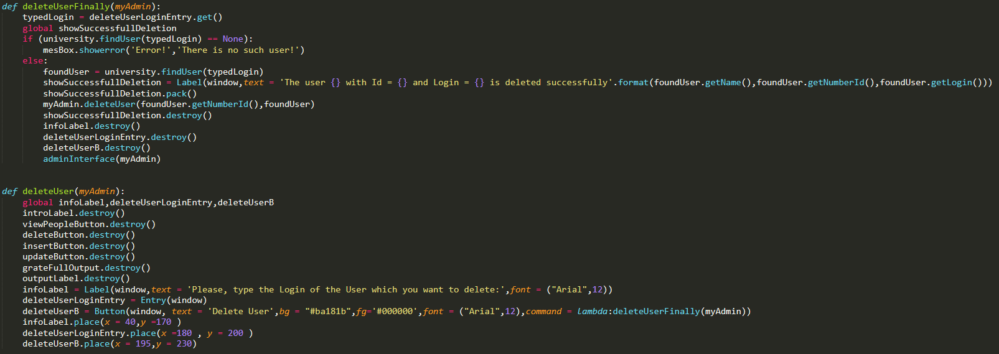 def deleteUserFinally(myAdmin):
    typedLogin = deleteUserLoginEntry.get()
    global showSuccessfullDeletion
    if (university.findUser(typedLogin) == None):
        mesBox.showerror('Error!','There is no such user!')
    else:
        foundUser = university.findUser(typedLogin)
        showSuccessfullDeletion = Label(window,text = 'The user {} with Id = {} and Login = {} is deleted successfully'.format(foundUser.getName(),foundUser.getNumberId(),foundUser.getLogin()))
        showSuccessfullDeletion.pack()
        myAdmin.deleteUser(foundUser.getNumberId(),foundUser)
        showSuccessfullDeletion.destroy()
        infoLabel.destroy()
        deleteUserLoginEntry.destroy()
        deleteUserB.destroy()
        adminInterface(myAdmin)
def deleteUser(myAdmin):
    global infoLabel,deleteUserLoginEntry,deleteUserB
    introLabel.destroy()
    viewPeopleButton.destroy()
    deleteButton.destroy()
    insertButton.destroy()
    updateButton.destroy()
    grateFullOutput.destroy()
    outputLabel.destroy()
    infoLabel = Label(window,text = 'Please, type the Login of the User which you want to delete:',font = ("Arial",12))
    deleteUserLoginEntry = Entry(window)
    deleteUserB = Button(window, text = 'Delete User',bg = "#ba181b",fg='#000000',font = ("Arial",12),command = lambda:deleteUserFinally(myAdmin))
    infoLabel.place(x = 40,y =170 )
    deleteUserLoginEntry.place(x =180 , y = 200 )
    deleteUserB.place(x = 195,y = 230)